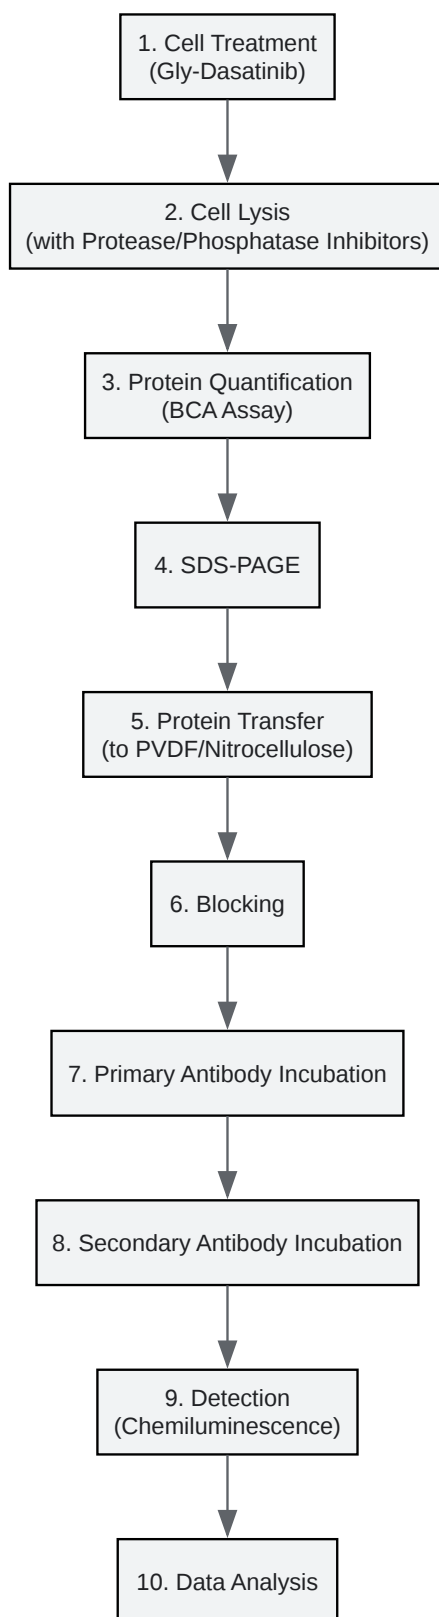 1. Cell Treatment
(Gly-Dasatinib)
2. Cell Lysis
(with Protease/Phosphatase Inhibitors)
3. Protein Quantification
(BCA Assay)
4. SDS-PAGE
5. Protein Transfer
(to PVDF/Nitrocellulose)
6. Blocking
7. Primary Antibody Incubation
8. Secondary Antibody Incubation
9. Detection
(Chemiluminescence)
10. Data Analysis